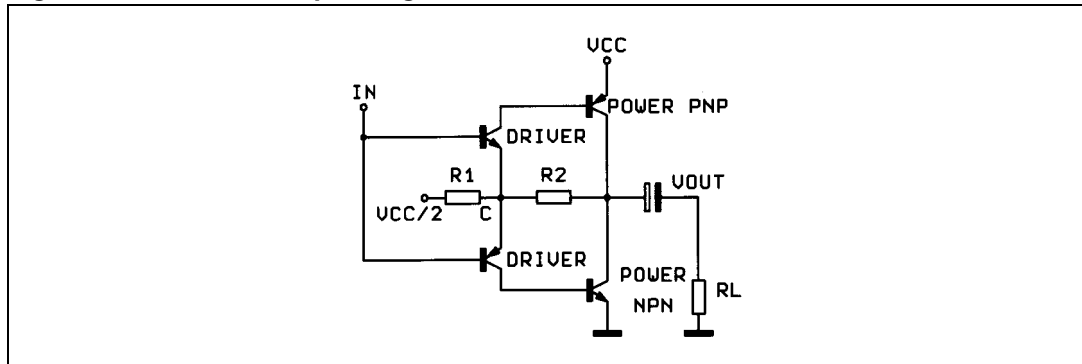 VCC
IN
POWER PNP
DRIVER
R1
R2
VOUT
VCC/2
C
DRIVER
POWER
NPN
RL